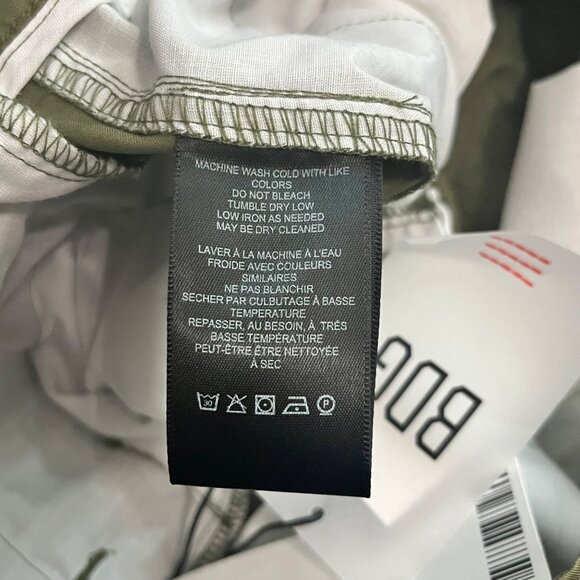 MACHINE WASH COLD WITH LIKE
COLORS
DO NOT BLEACH
TUMBLE DRY LOW
LOW IRON AS NEEDED
MAY BE DRY CLEANED
LAVER À LA MACHINE À L'EAU
FROIDE AVEC COULEURS
SIMILAIRES
NE PAS BLANCHIR
SECHER PAR CULBUTAGE À BASSE
TEMPERATURE
REPASSER, AU BESOIN, À TRÈS
BASSE TEMPÉRATURE
PEUT-ÊTRE ÊTRE NETTOYÉE
À SEC
30
P
BDG